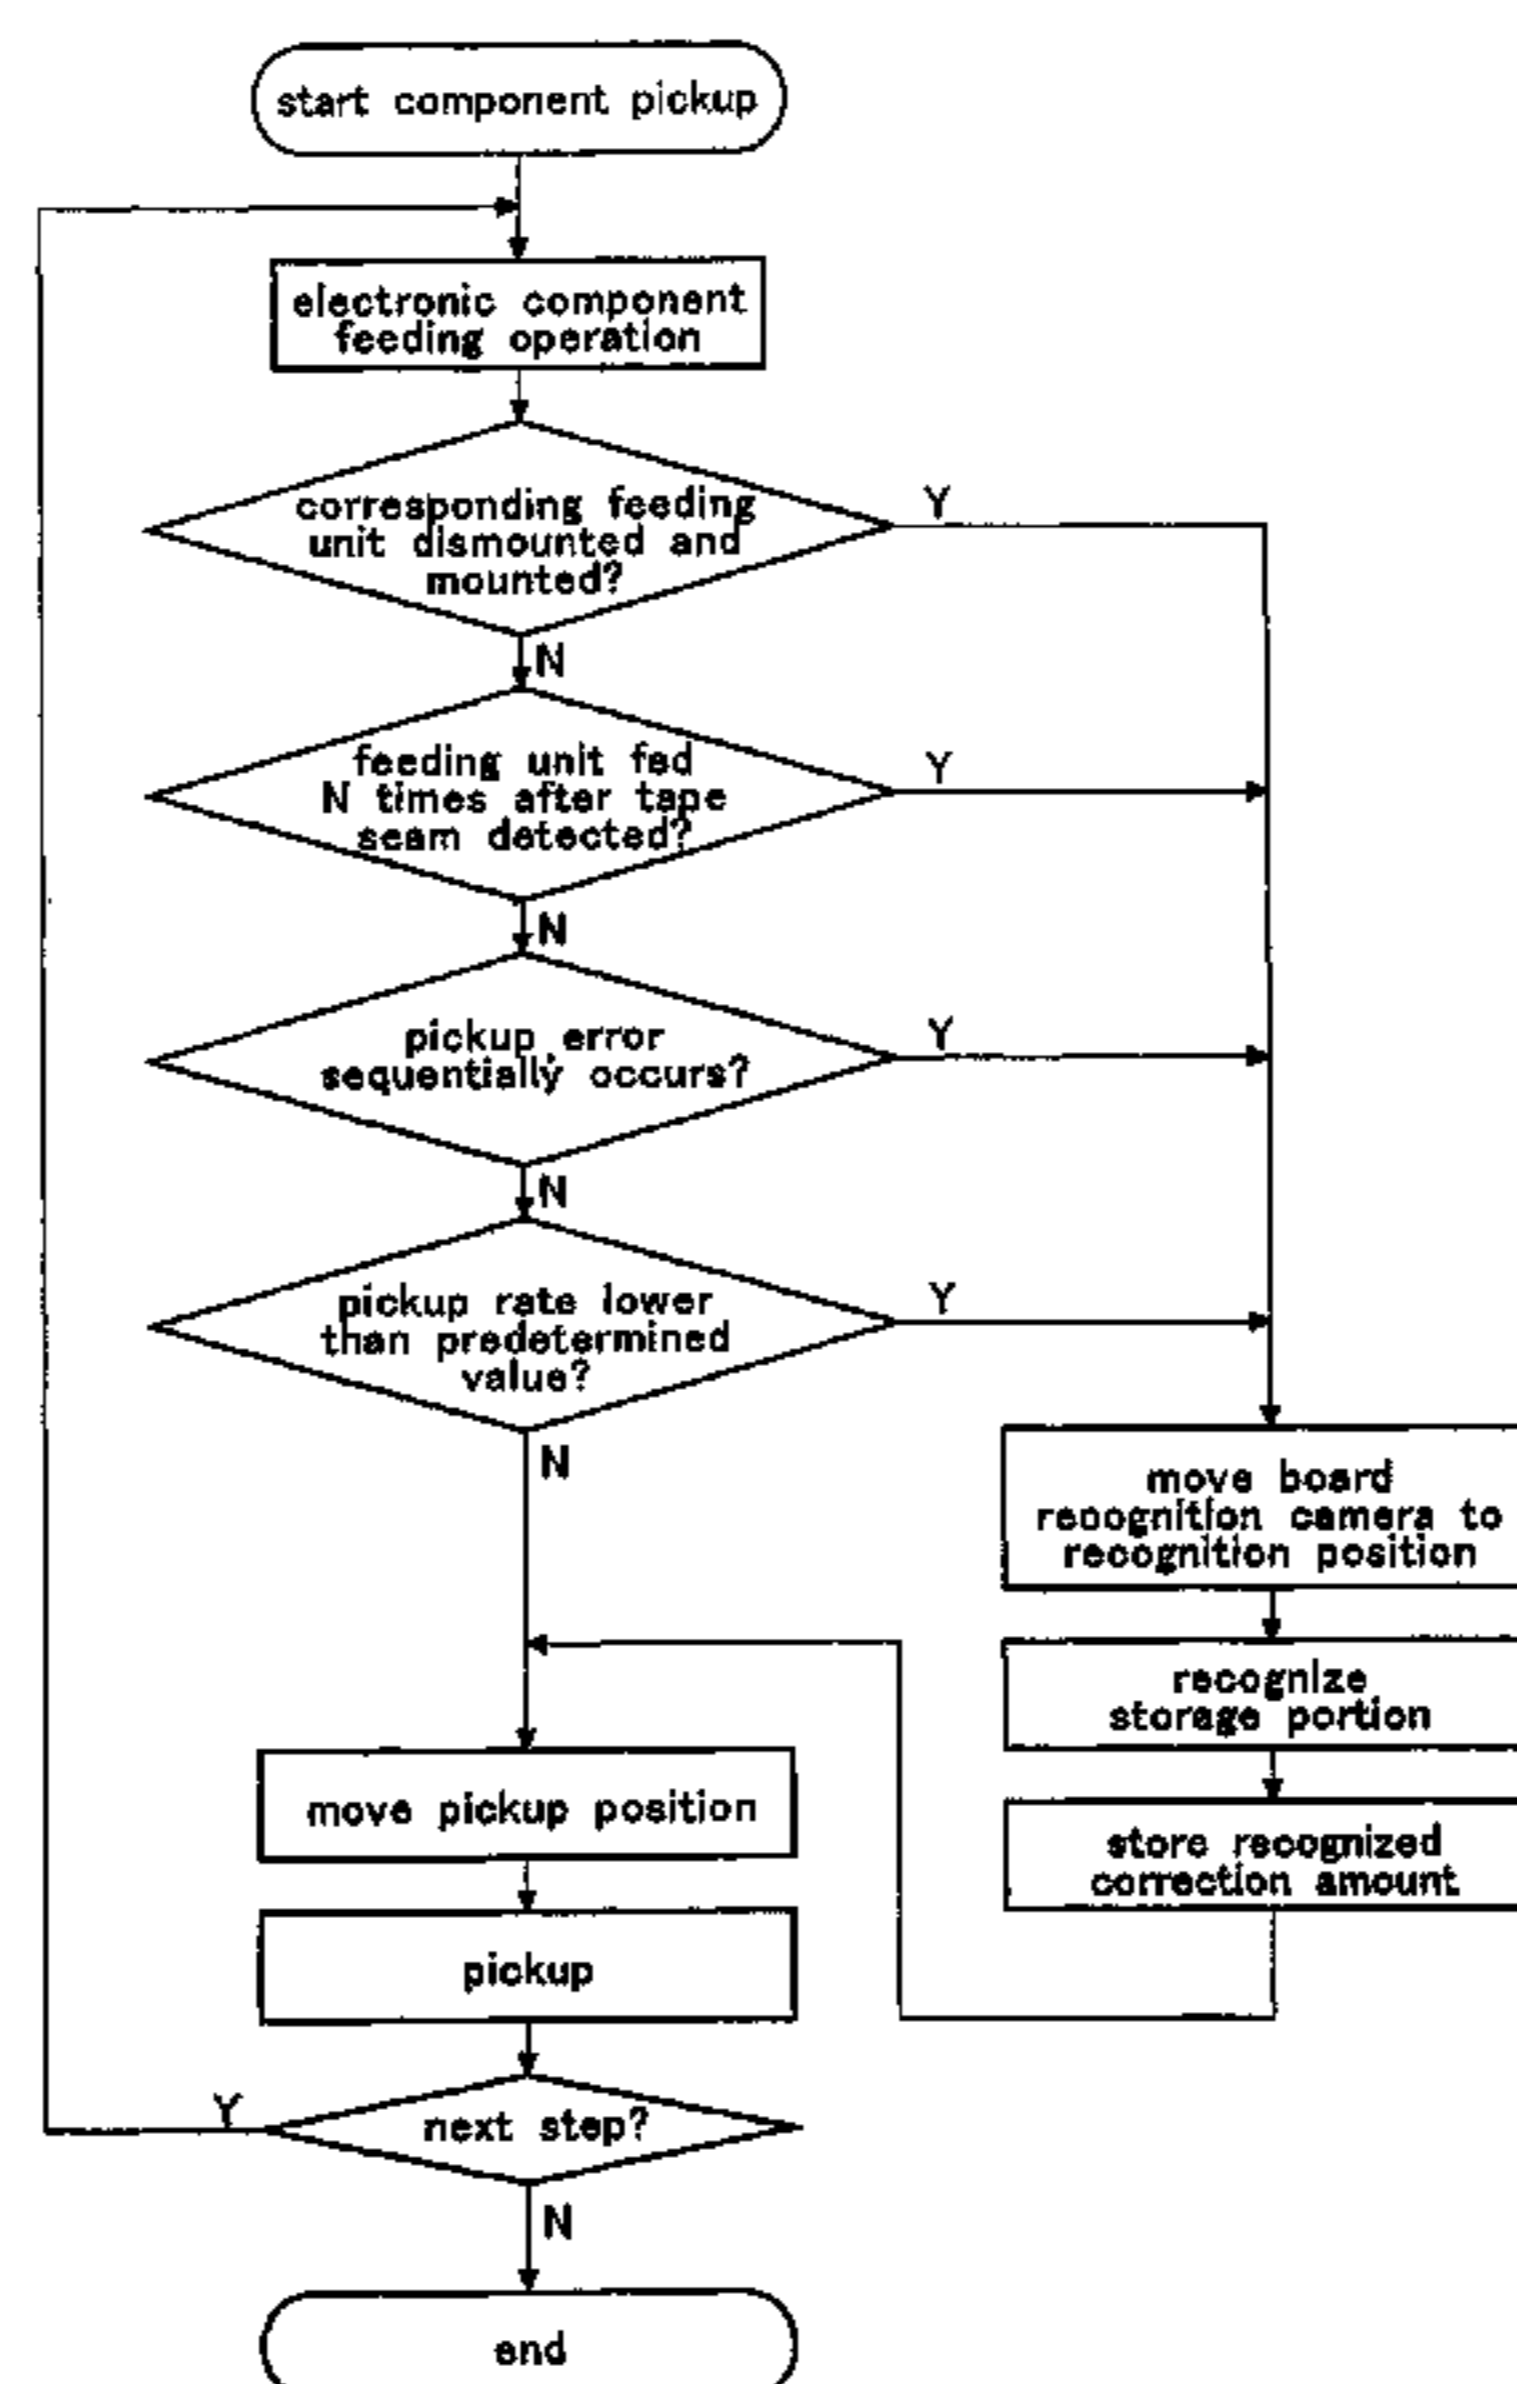 start component pickup
electronic component
feeding operation
corresponding feeding
unit dismounted and
mounted?
Y
N
feeding unit fed
N times after tape
seam detected?
Y
N
pickup error
sequentially occurs?
Y
N
pickup rate lower
than predetermined
value?
Y
N
move board
recognition camera to
recognition position
recognize
storage portion
store recognized
correction amount
move pickup position
pickup
next step?
Y
N
end